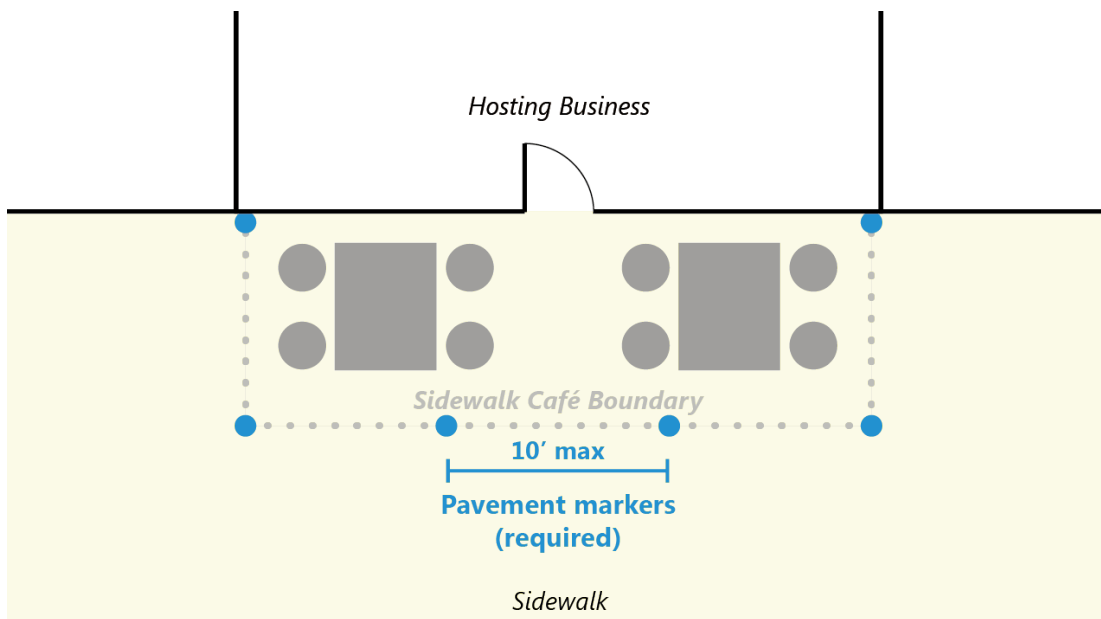 Hosting Business
Sidewalk Café Boundary
10’ max
Pavement markers
(required)
Sidewalk